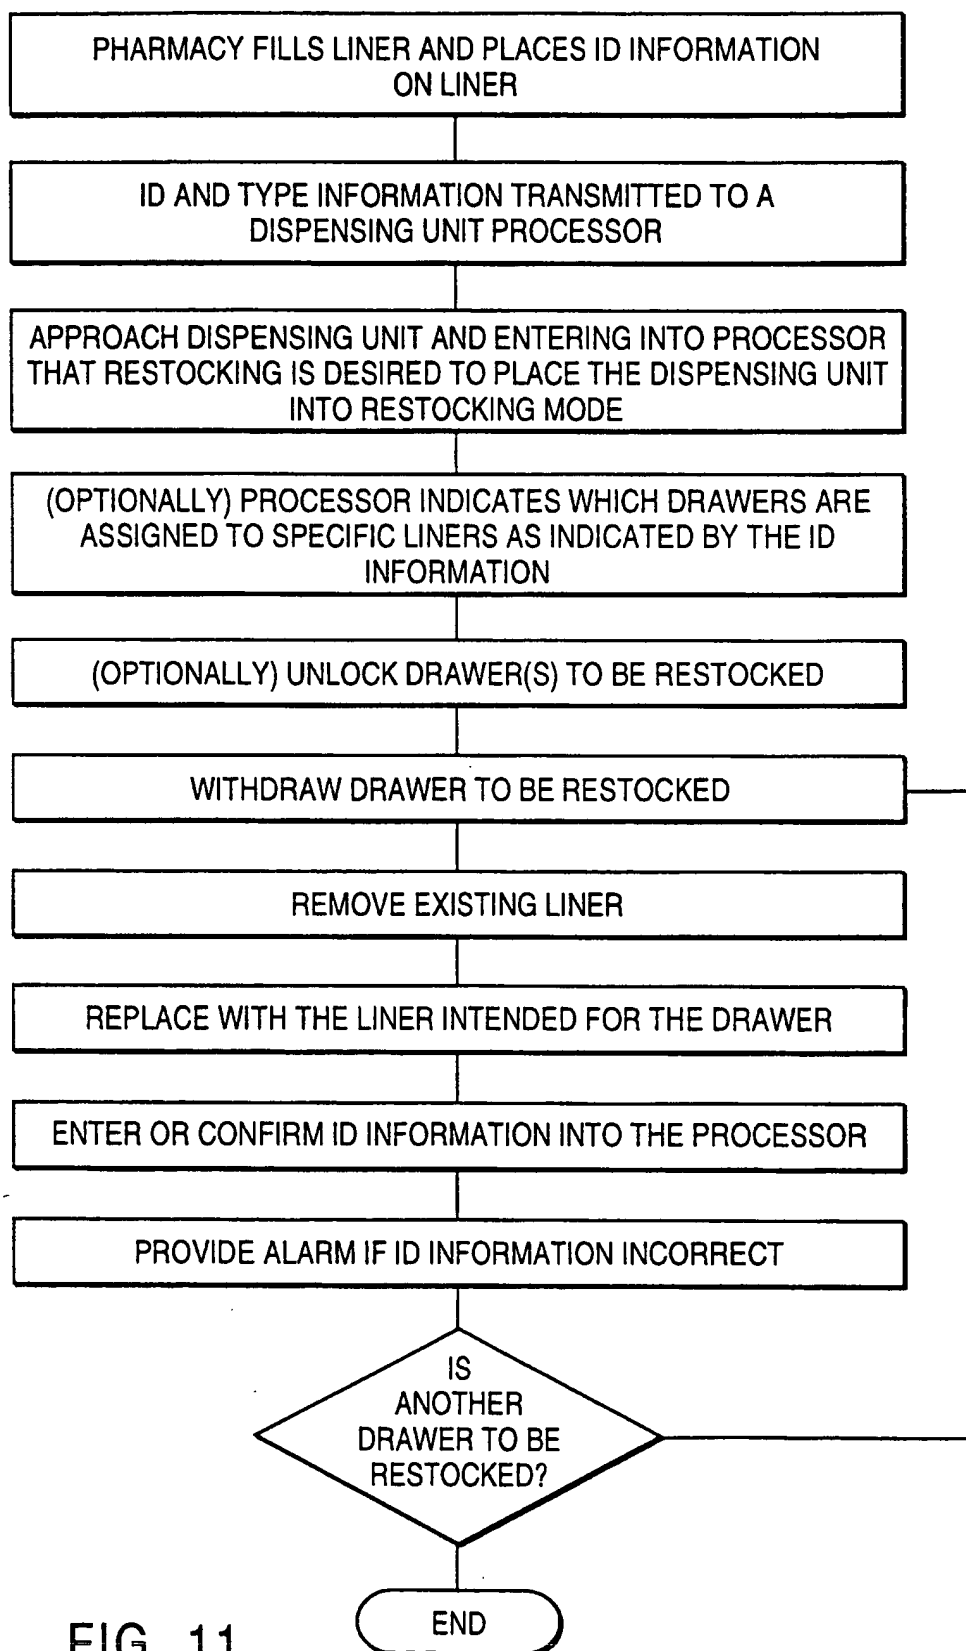 PHARMACY FILLS LINER AND PLACES ID INFORMATION
ON LINER
ID AND TYPE INFORMATION TRANSMITTED TO A
DISPENSING UNIT PROCESSOR
APPROACH DISPENSING UNIT AND ENTERING INTO PROCESSOR
THAT RESTOCKING IS DESIRED TO PLACE THE DISPENSING UNIT
INTO RESTOCKING MODE
(OPTIONALLY) PROCESSOR INDICATES WHICH DRAWERS ARE
ASSIGNED TO SPECIFIC LINERS AS INDICATED BY THE ID
INFORMATION
(OPTIONALLY) UNLOCK DRAWER(S) TO BE RESTOCKED
WITHDRAW DRAWER TO BE RESTOCKED
REMOVE EXISTING LINER
REPLACE WITH THE LINER INTENDED FOR THE DRAWER
ENTER OR CONFIRM ID INFORMATION INTO THE PROCESSOR
PROVIDE ALARM IF ID INFORMATION INCORRECT
IS
ANOTHER
DRAWER TO BE
RESTOCKED?
END
FIG. 11